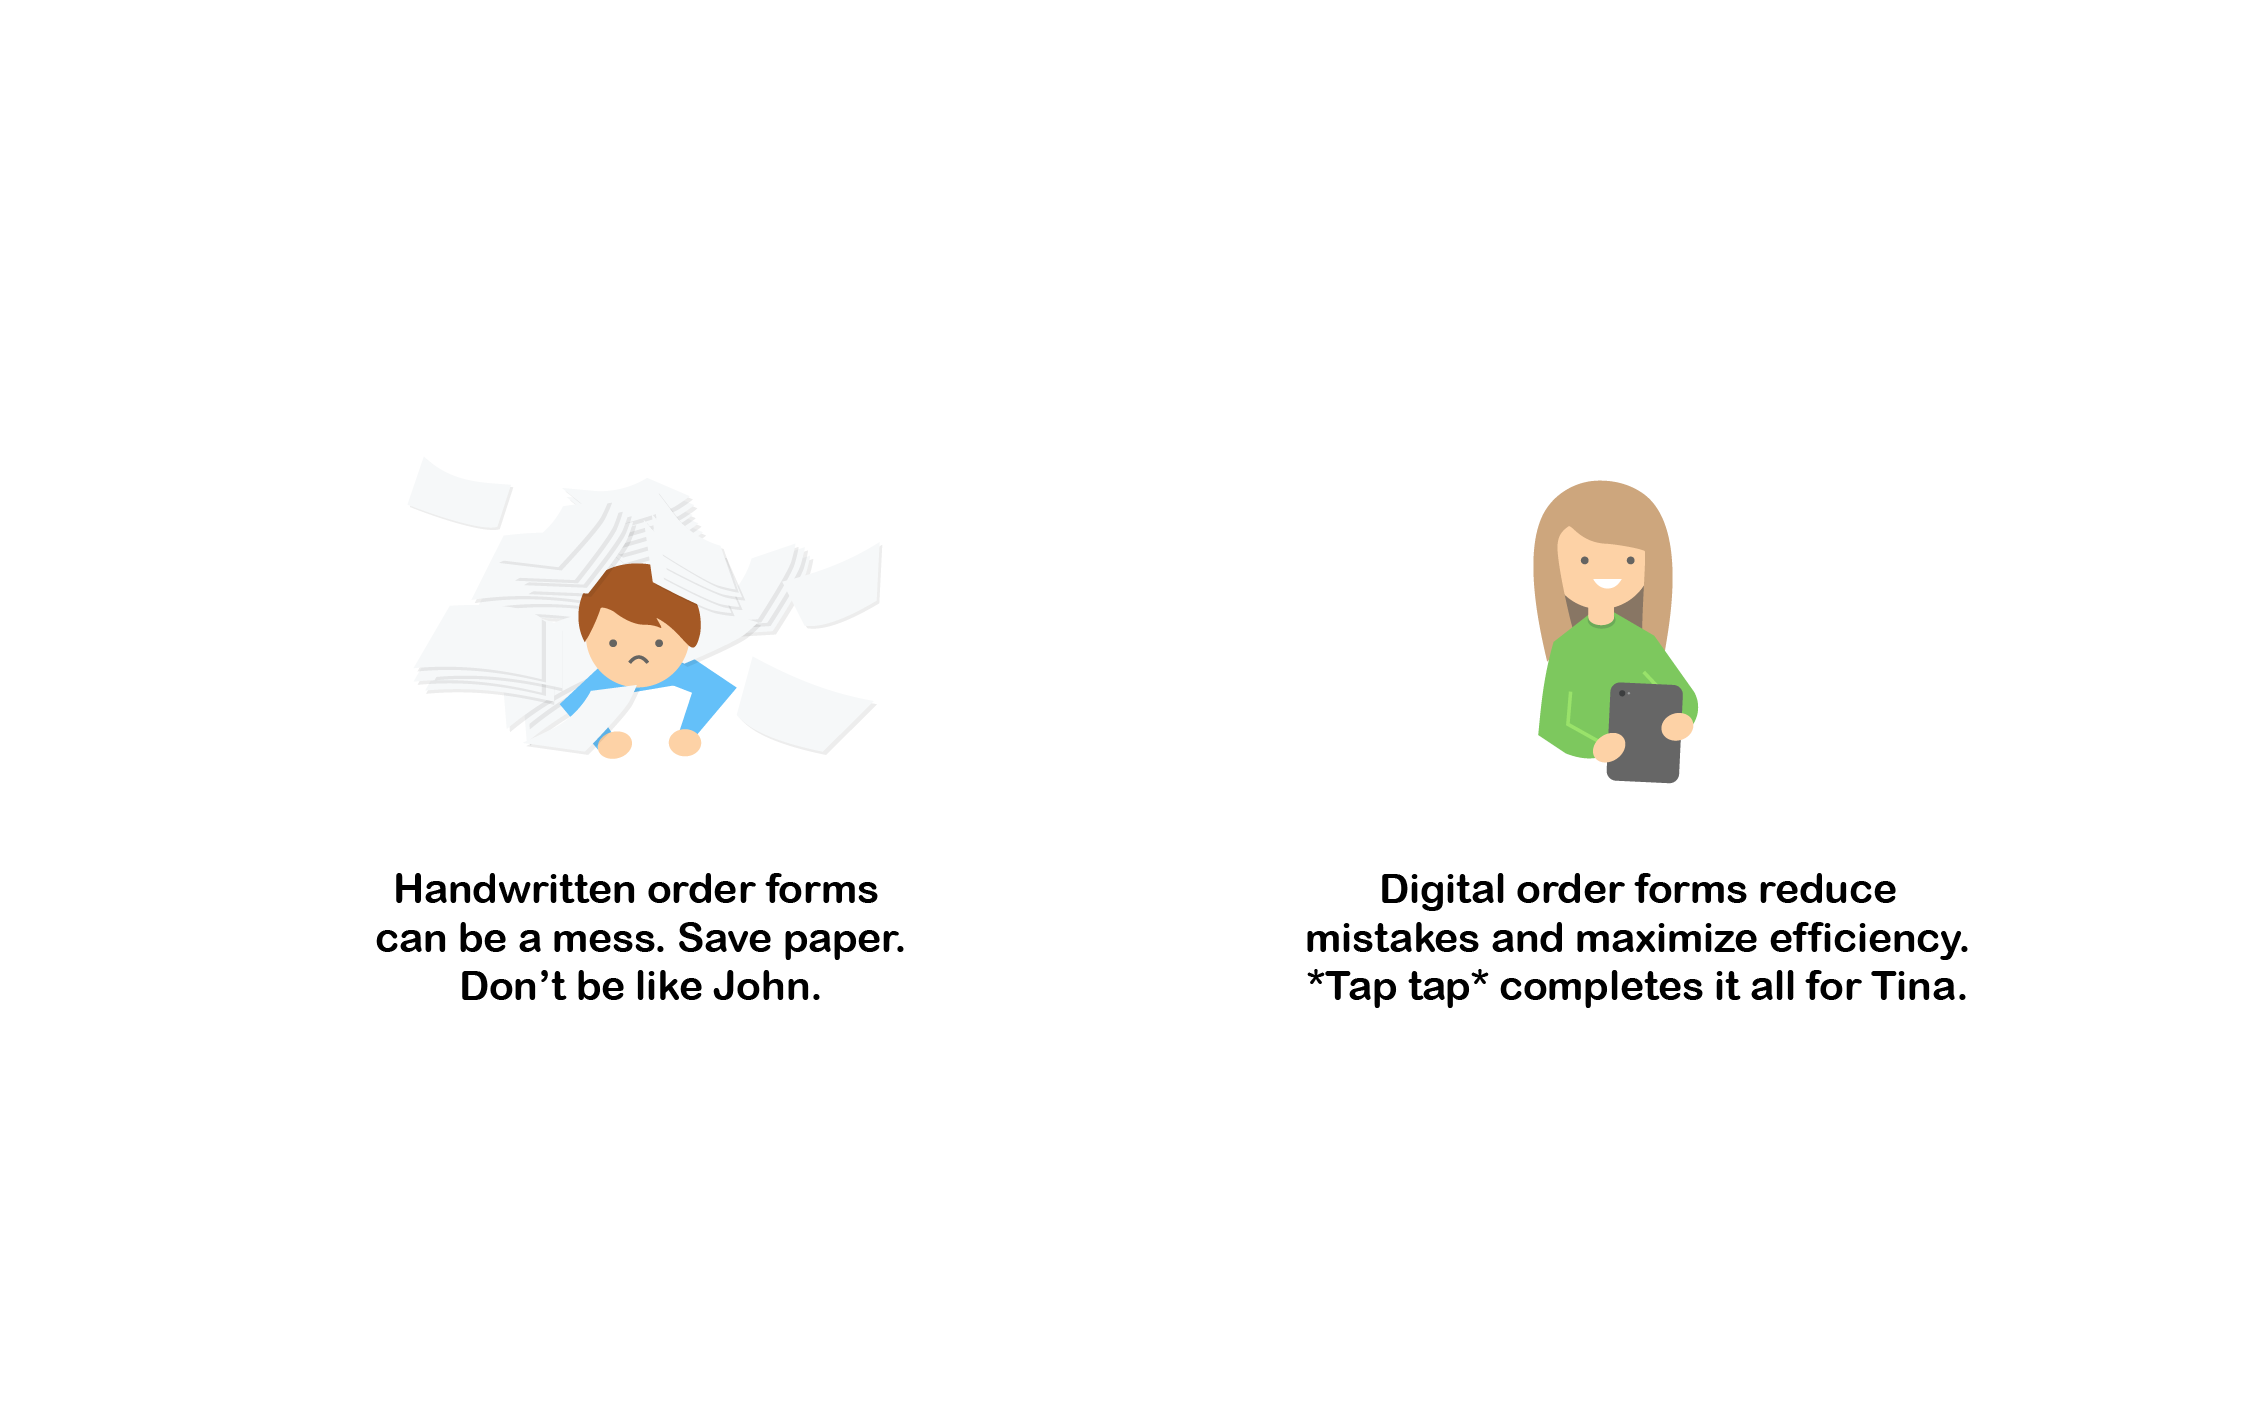 Handwritten order forms
can be a mess. Save paper.
Don’t be like John.
Digital order forms reduce
mistakes and maximize efficiency.
*Tap tap* completes it all for Tina.